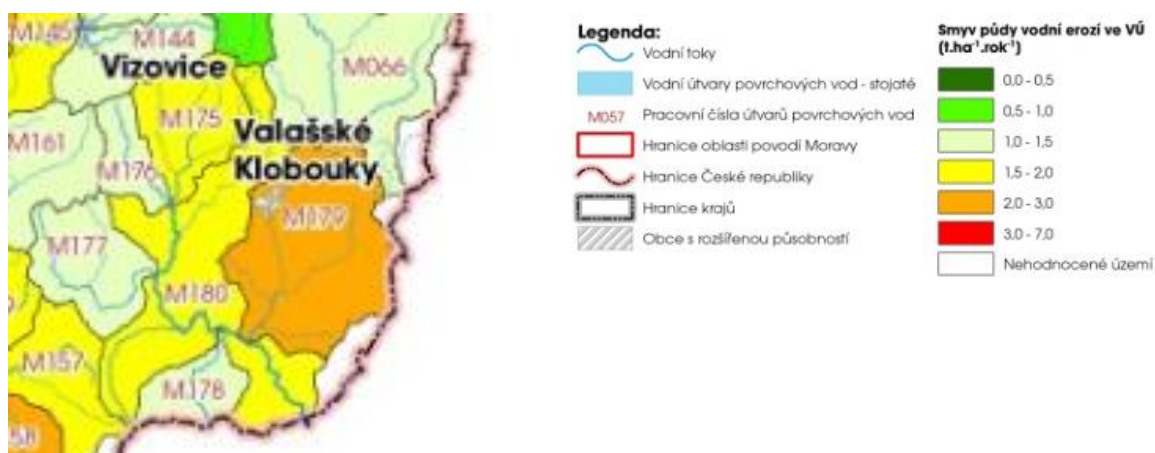 M145
M144
Vizovice
M066
M175
Valašské
Klobouky
M161
M176
M179
M177
M180
M157
M178
58
Legenda:
Vodní toky
Vodní útvary povrchových vod - stojaté
M057 Pracovní čísla útvarů povrchových vod
Hranice oblasti povodí Moravy
Hranice České republiky
Hranice krajů
Obce s rozšířenou působností
Smyv půdy vodní erozí ve VÚ
(t.ha⁻¹.rok⁻¹)
0,0 - 0,5
0,5 - 1,0
1,0 - 1,5
1,5 - 2,0
2,0 - 3,0
3,0 - 7,0
Nehodnocené území